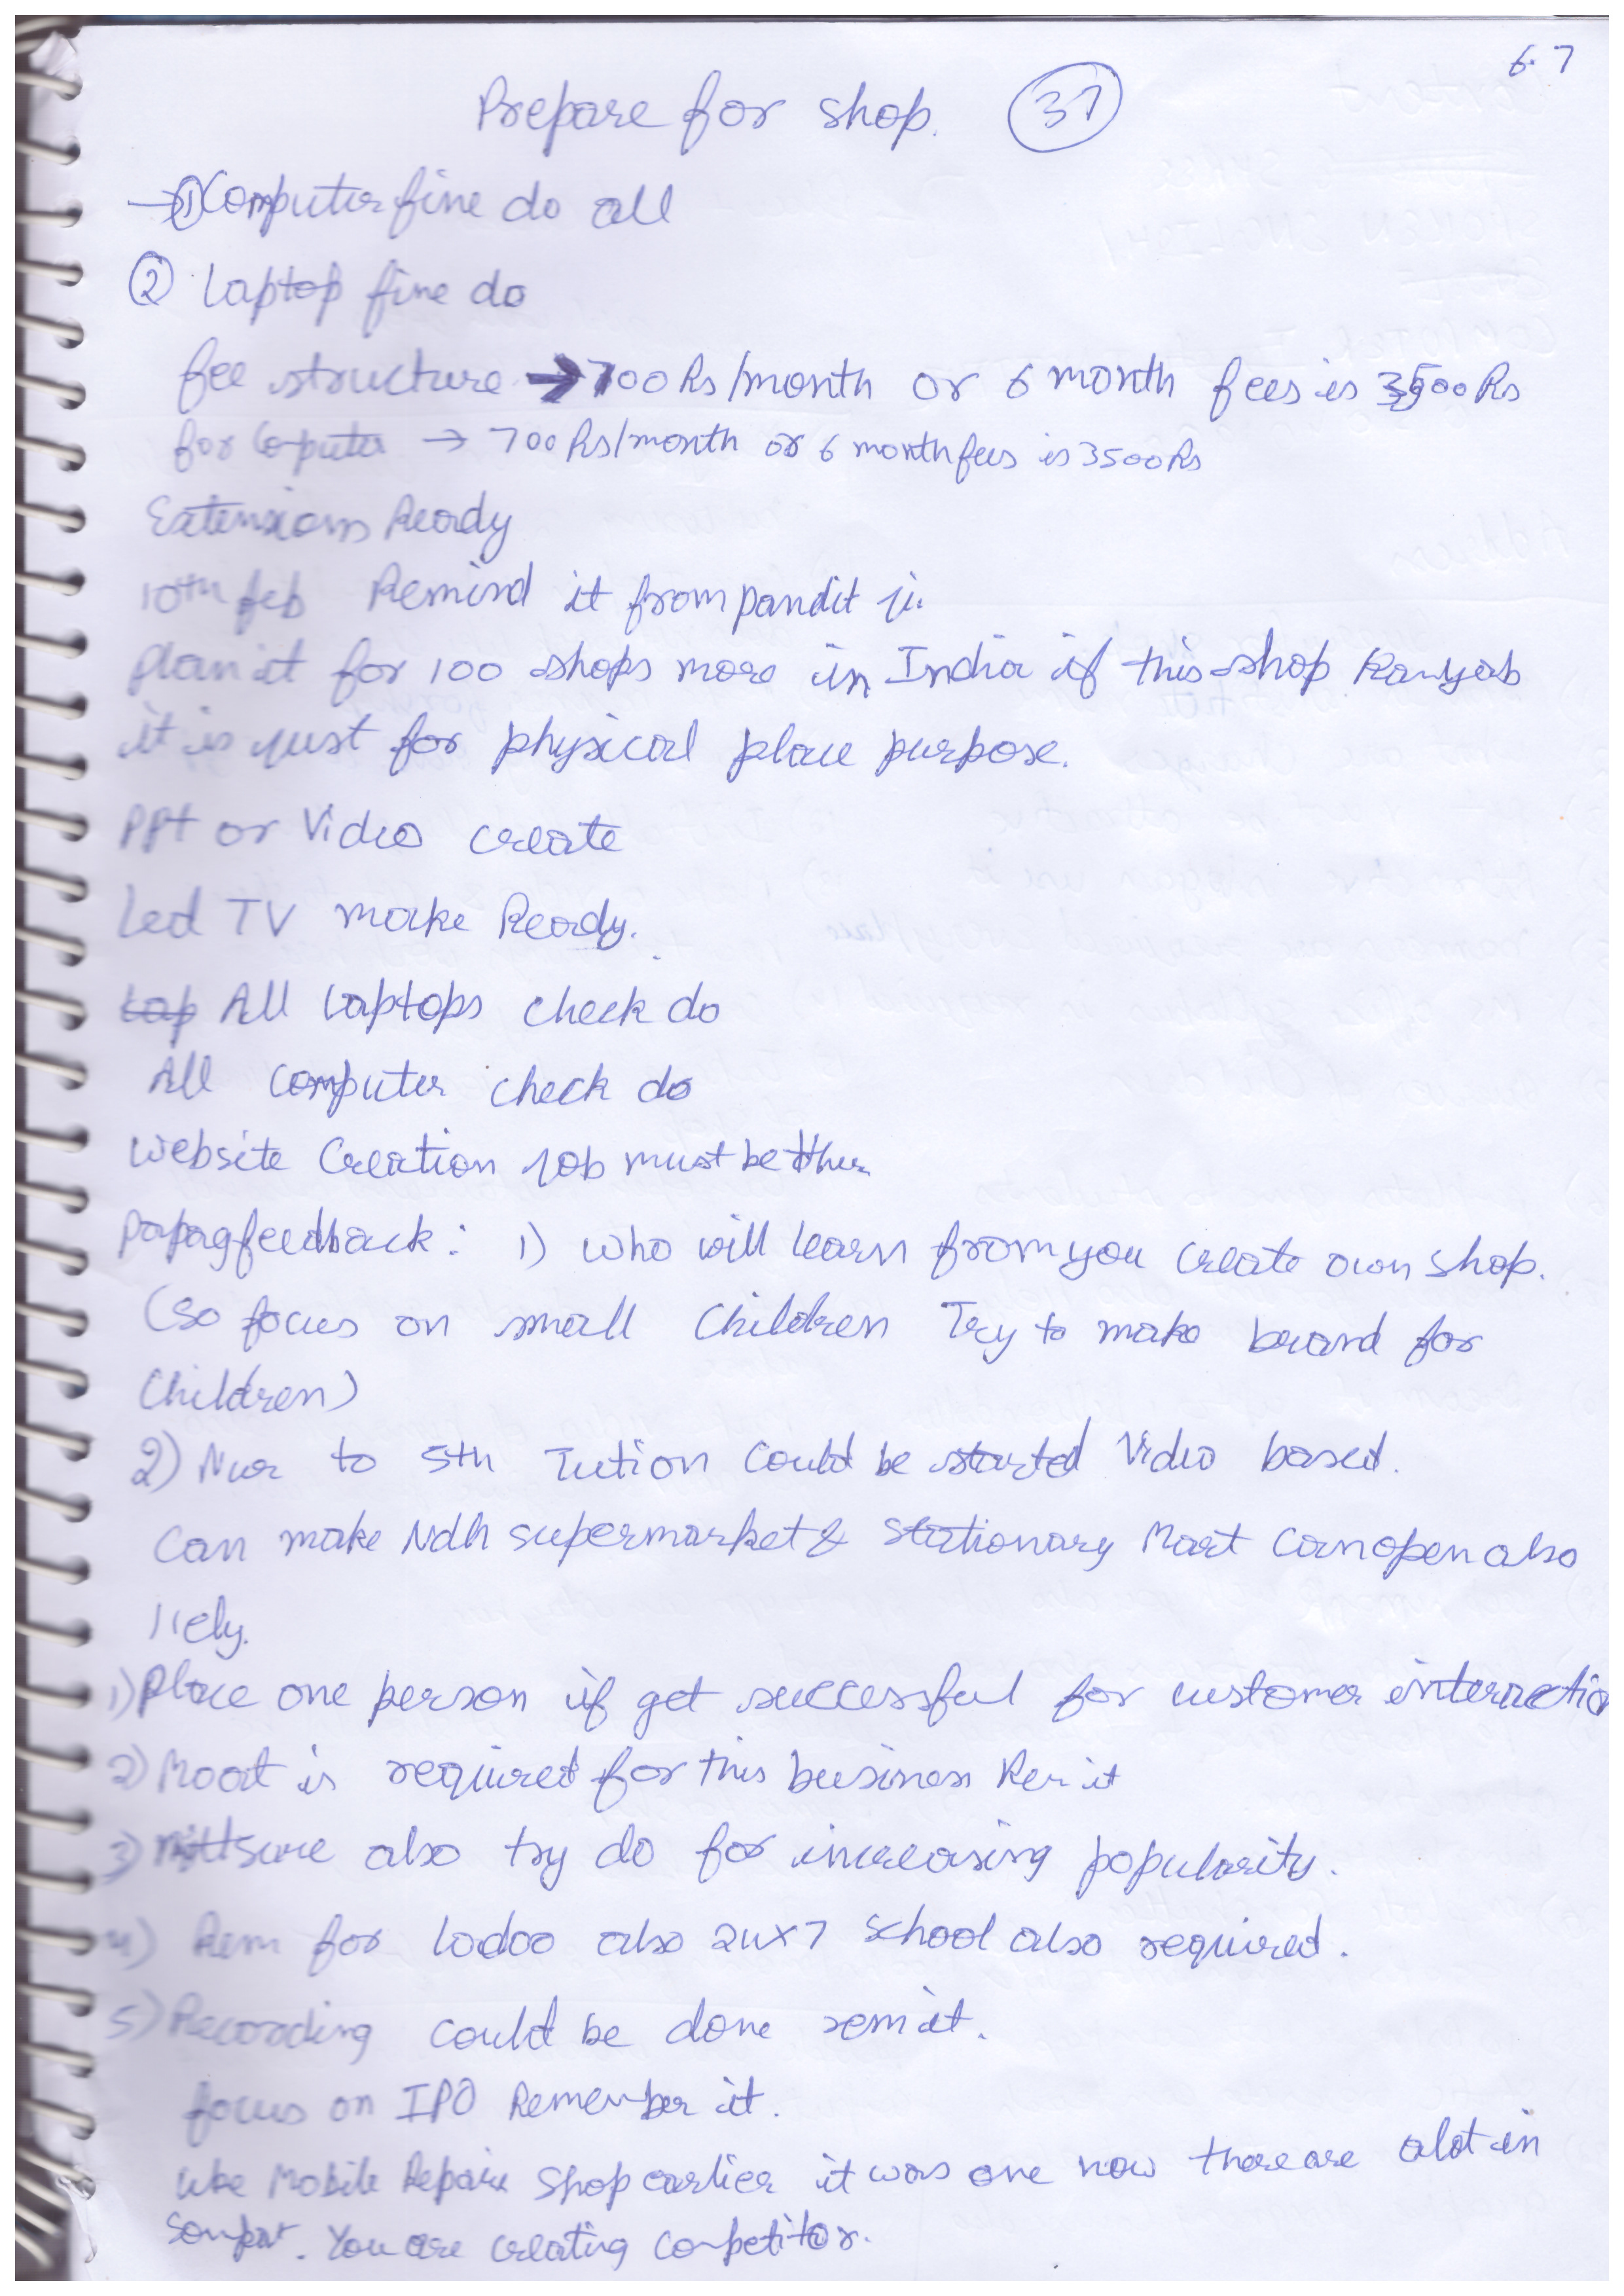 6.7
Prepare for shop. 37
→① Computer fine do all
② Laptop fine do
fee structure → 700 Rs/month or 6 month fees is 3500 Rs
for Coputer → 700 Rs/month or 6 month fees is 3500 Rs
Extensions Ready
10th feb Remind it from pandit ji.
plan it for 100 shops more in India if this shop Kamyab
it is just for physical place purpose.
PPt or Video create
Led TV make Ready.
Lap All Laptops check do
All computer check do
Website Creation job must be ther
feedback: 1) who will learn from you create own shop.
(So focus on small Children Try to make brand for
Children)
2) Nur to 5th Tution Could be started Video based.
Can make Ndh supermarket & Stationary Mart Can open also
1) Place one person if get successful for customer interactio
2) Moat is required for this business Rem it
3) also try do for increasing popularity.
4) Rem for lodoo also 24x7 School also required.
5) Recording could be done rem it.
focus on IPO Remember it.
like Mobile Repair Shop earlier it was one now there are alot in
Sonipat. You are creating Competitor.